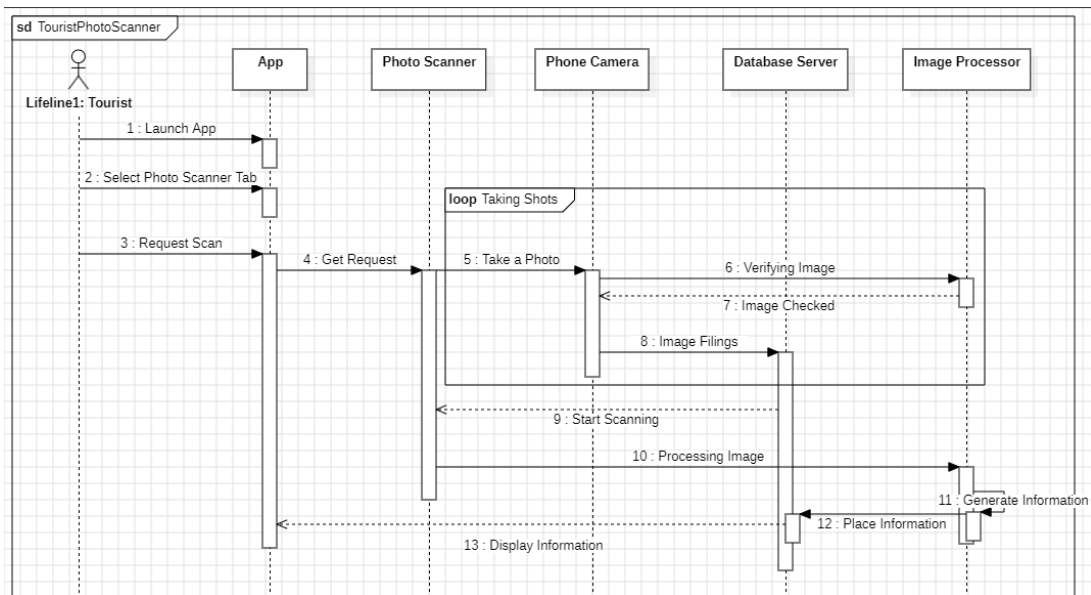 sd TouristPhotoScanner
App
Photo Scanner
Phone Camera
Database Server
Image Processor
Lifeline1: Tourist
1 : Launch App
2 : Select Photo Scanner Tab
loop Taking Shots
3 : Request Scan
4 : Get Request
5 : Take a Photo
6 : Verifying Image
7 : Image Checked
8 : Image Filings
9 : Start Scanning
10 : Processing Image
11 : Generate Information
12 : Place Information
13 : Display Information